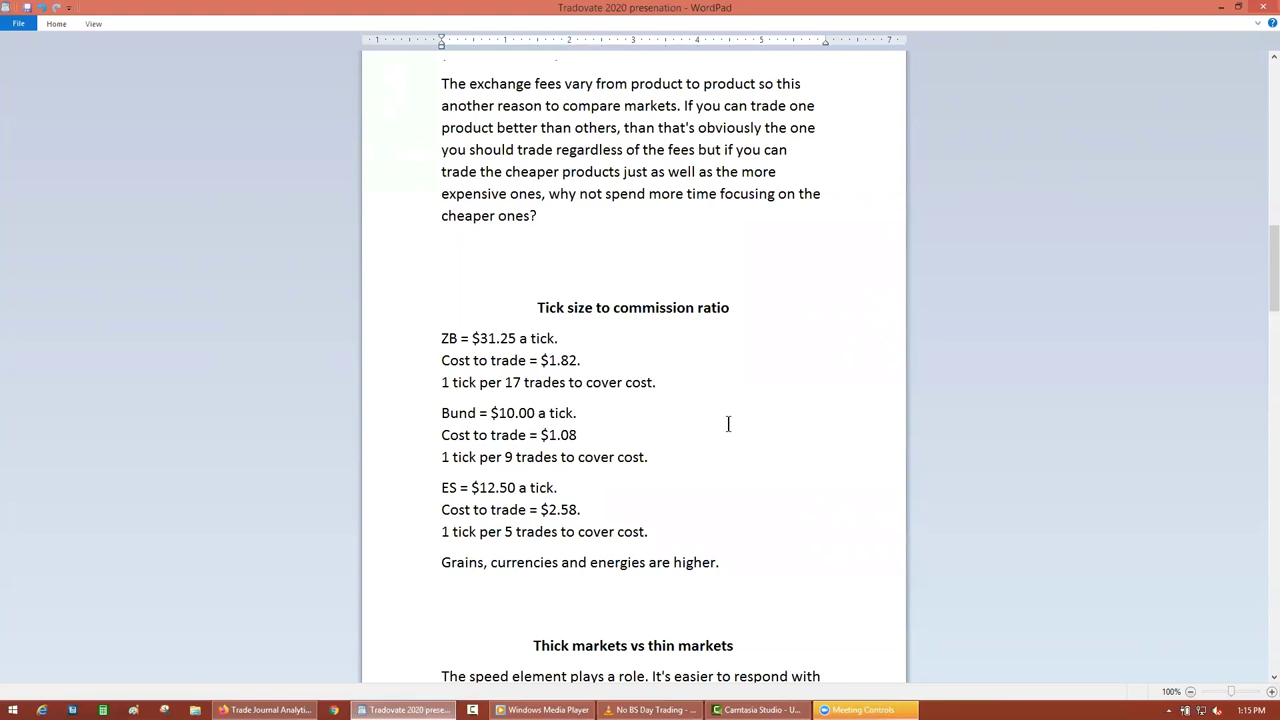 Tradovate 2020 presenation - WordPad
File Home View
1 1 2 3 4 5 7
The exchange fees vary from product to product so this
another reason to compare markets. If you can trade one
product better than others, than that's obviously the one
you should trade regardless of the fees but if you can
trade the cheaper products just as well as the more
expensive ones, why not spend more time focusing on the
cheaper ones?
Tick size to commission ratio
ZB = $31.25 a tick.
Cost to trade = $1.82.
1 tick per 17 trades to cover cost.
Bund = $10.00 a tick.
Cost to trade = $1.08
1 tick per 9 trades to cover cost.
ES = $12.50 a tick.
Cost to trade = $2.58.
1 tick per 5 trades to cover cost.
Grains, currencies and energies are higher.
Thick markets vs thin markets
The speed element plays a role. It's easier to respond with
100%
Trade Journal Analyti... Tradovate 2020 prese... Windows Media Player No BS Day Trading - ... Camtasia Studio - U... Meeting Controls 1:15 PM